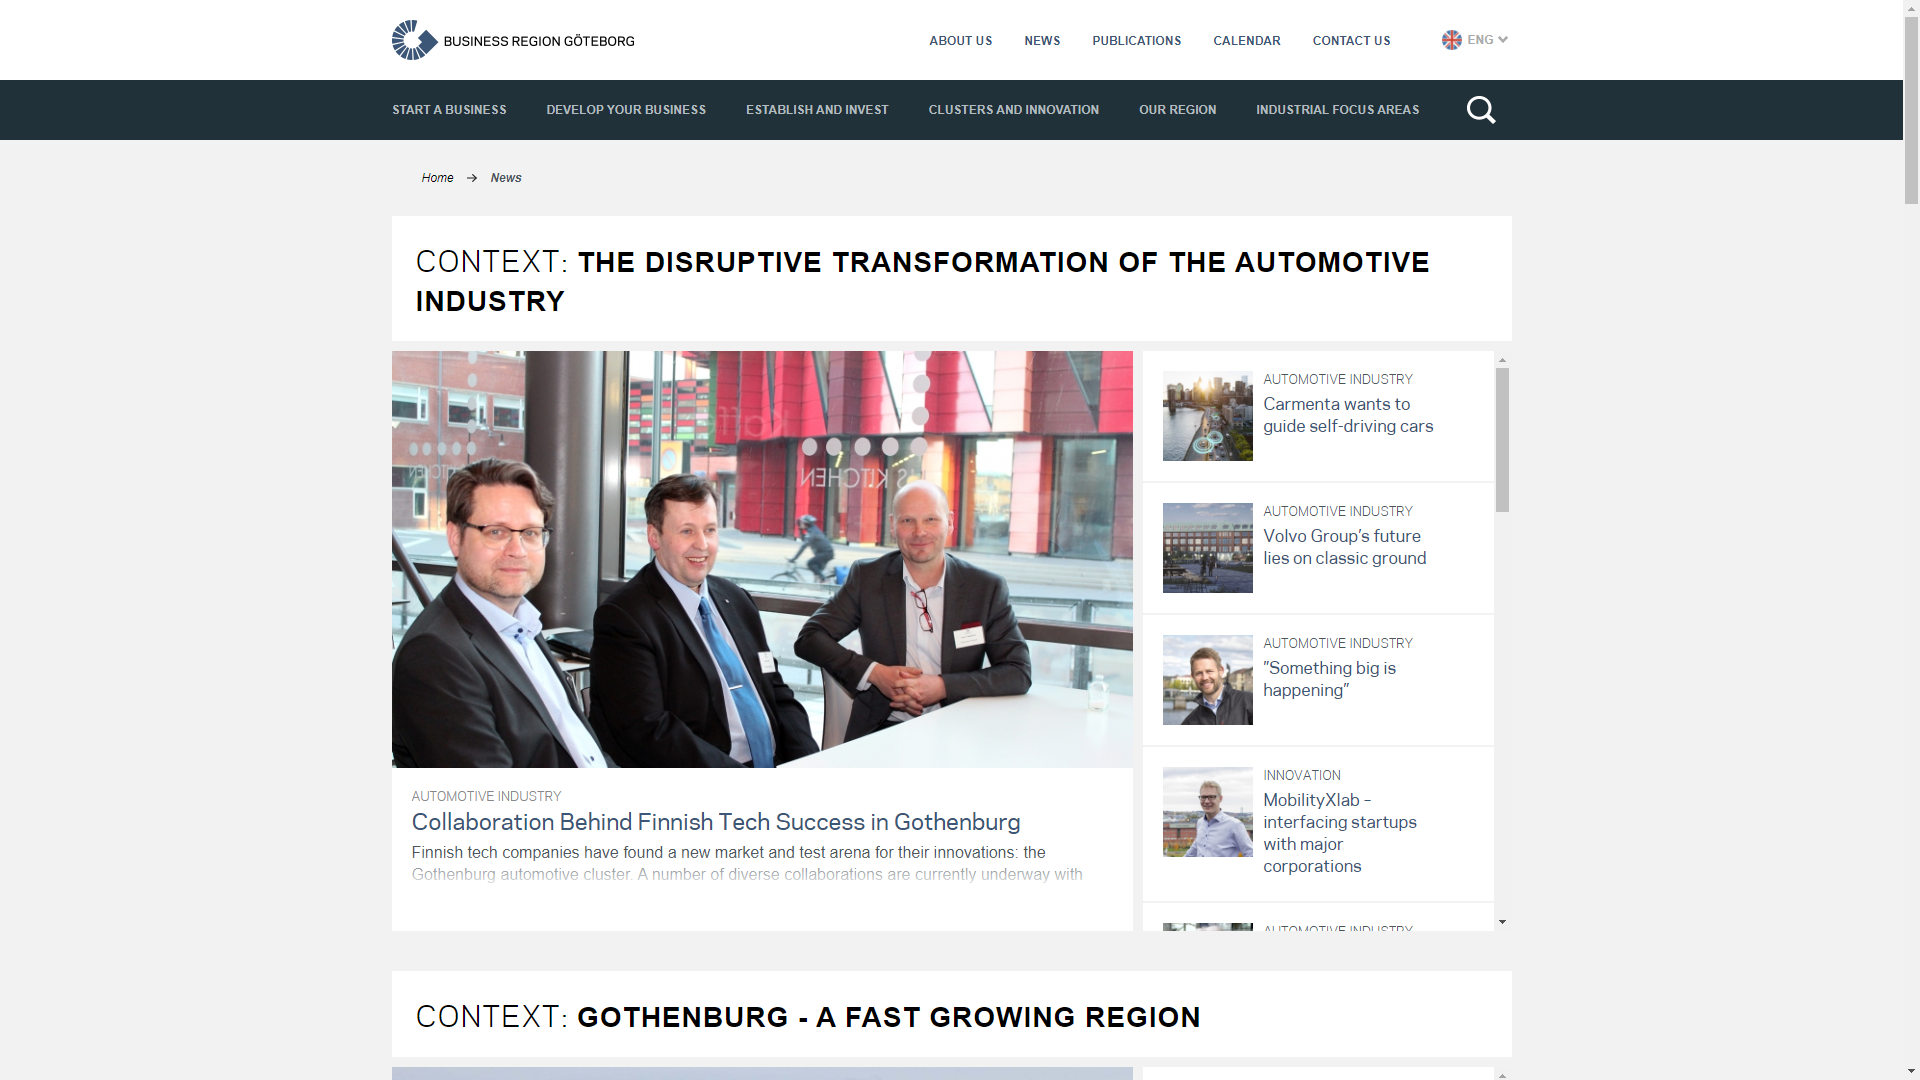 BUSINESS REGION GÖTEBORG
ABOUT US
NEWS
PUBLICATIONS
CALENDAR
CONTACT US
ENG
START A BUSINESS
DEVELOP YOUR BUSINESS
ESTABLISH AND INVEST
CLUSTERS AND INNOVATION
OUR REGION
INDUSTRIAL FOCUS AREAS
Home → News
CONTEXT: THE DISRUPTIVE TRANSFORMATION OF THE AUTOMOTIVE
INDUSTRY
AUTOMOTIVE INDUSTRY
Collaboration Behind Finnish Tech Success in Gothenburg
Finnish tech companies have found a new market and test arena for their innovations: the
Gothenburg automotive cluster. A number of diverse collaborations are currently underway with
AUTOMOTIVE INDUSTRY
Carmenta wants to
guide self-driving cars
AUTOMOTIVE INDUSTRY
Volvo Group's future
lies on classic ground
AUTOMOTIVE INDUSTRY
"Something big is
happening"
INNOVATION
MobilityXlab –
interfacing startups
with major
corporations
AUTOMOTIVE INDUSTRY
CONTEXT: GOTHENBURG - A FAST GROWING REGION